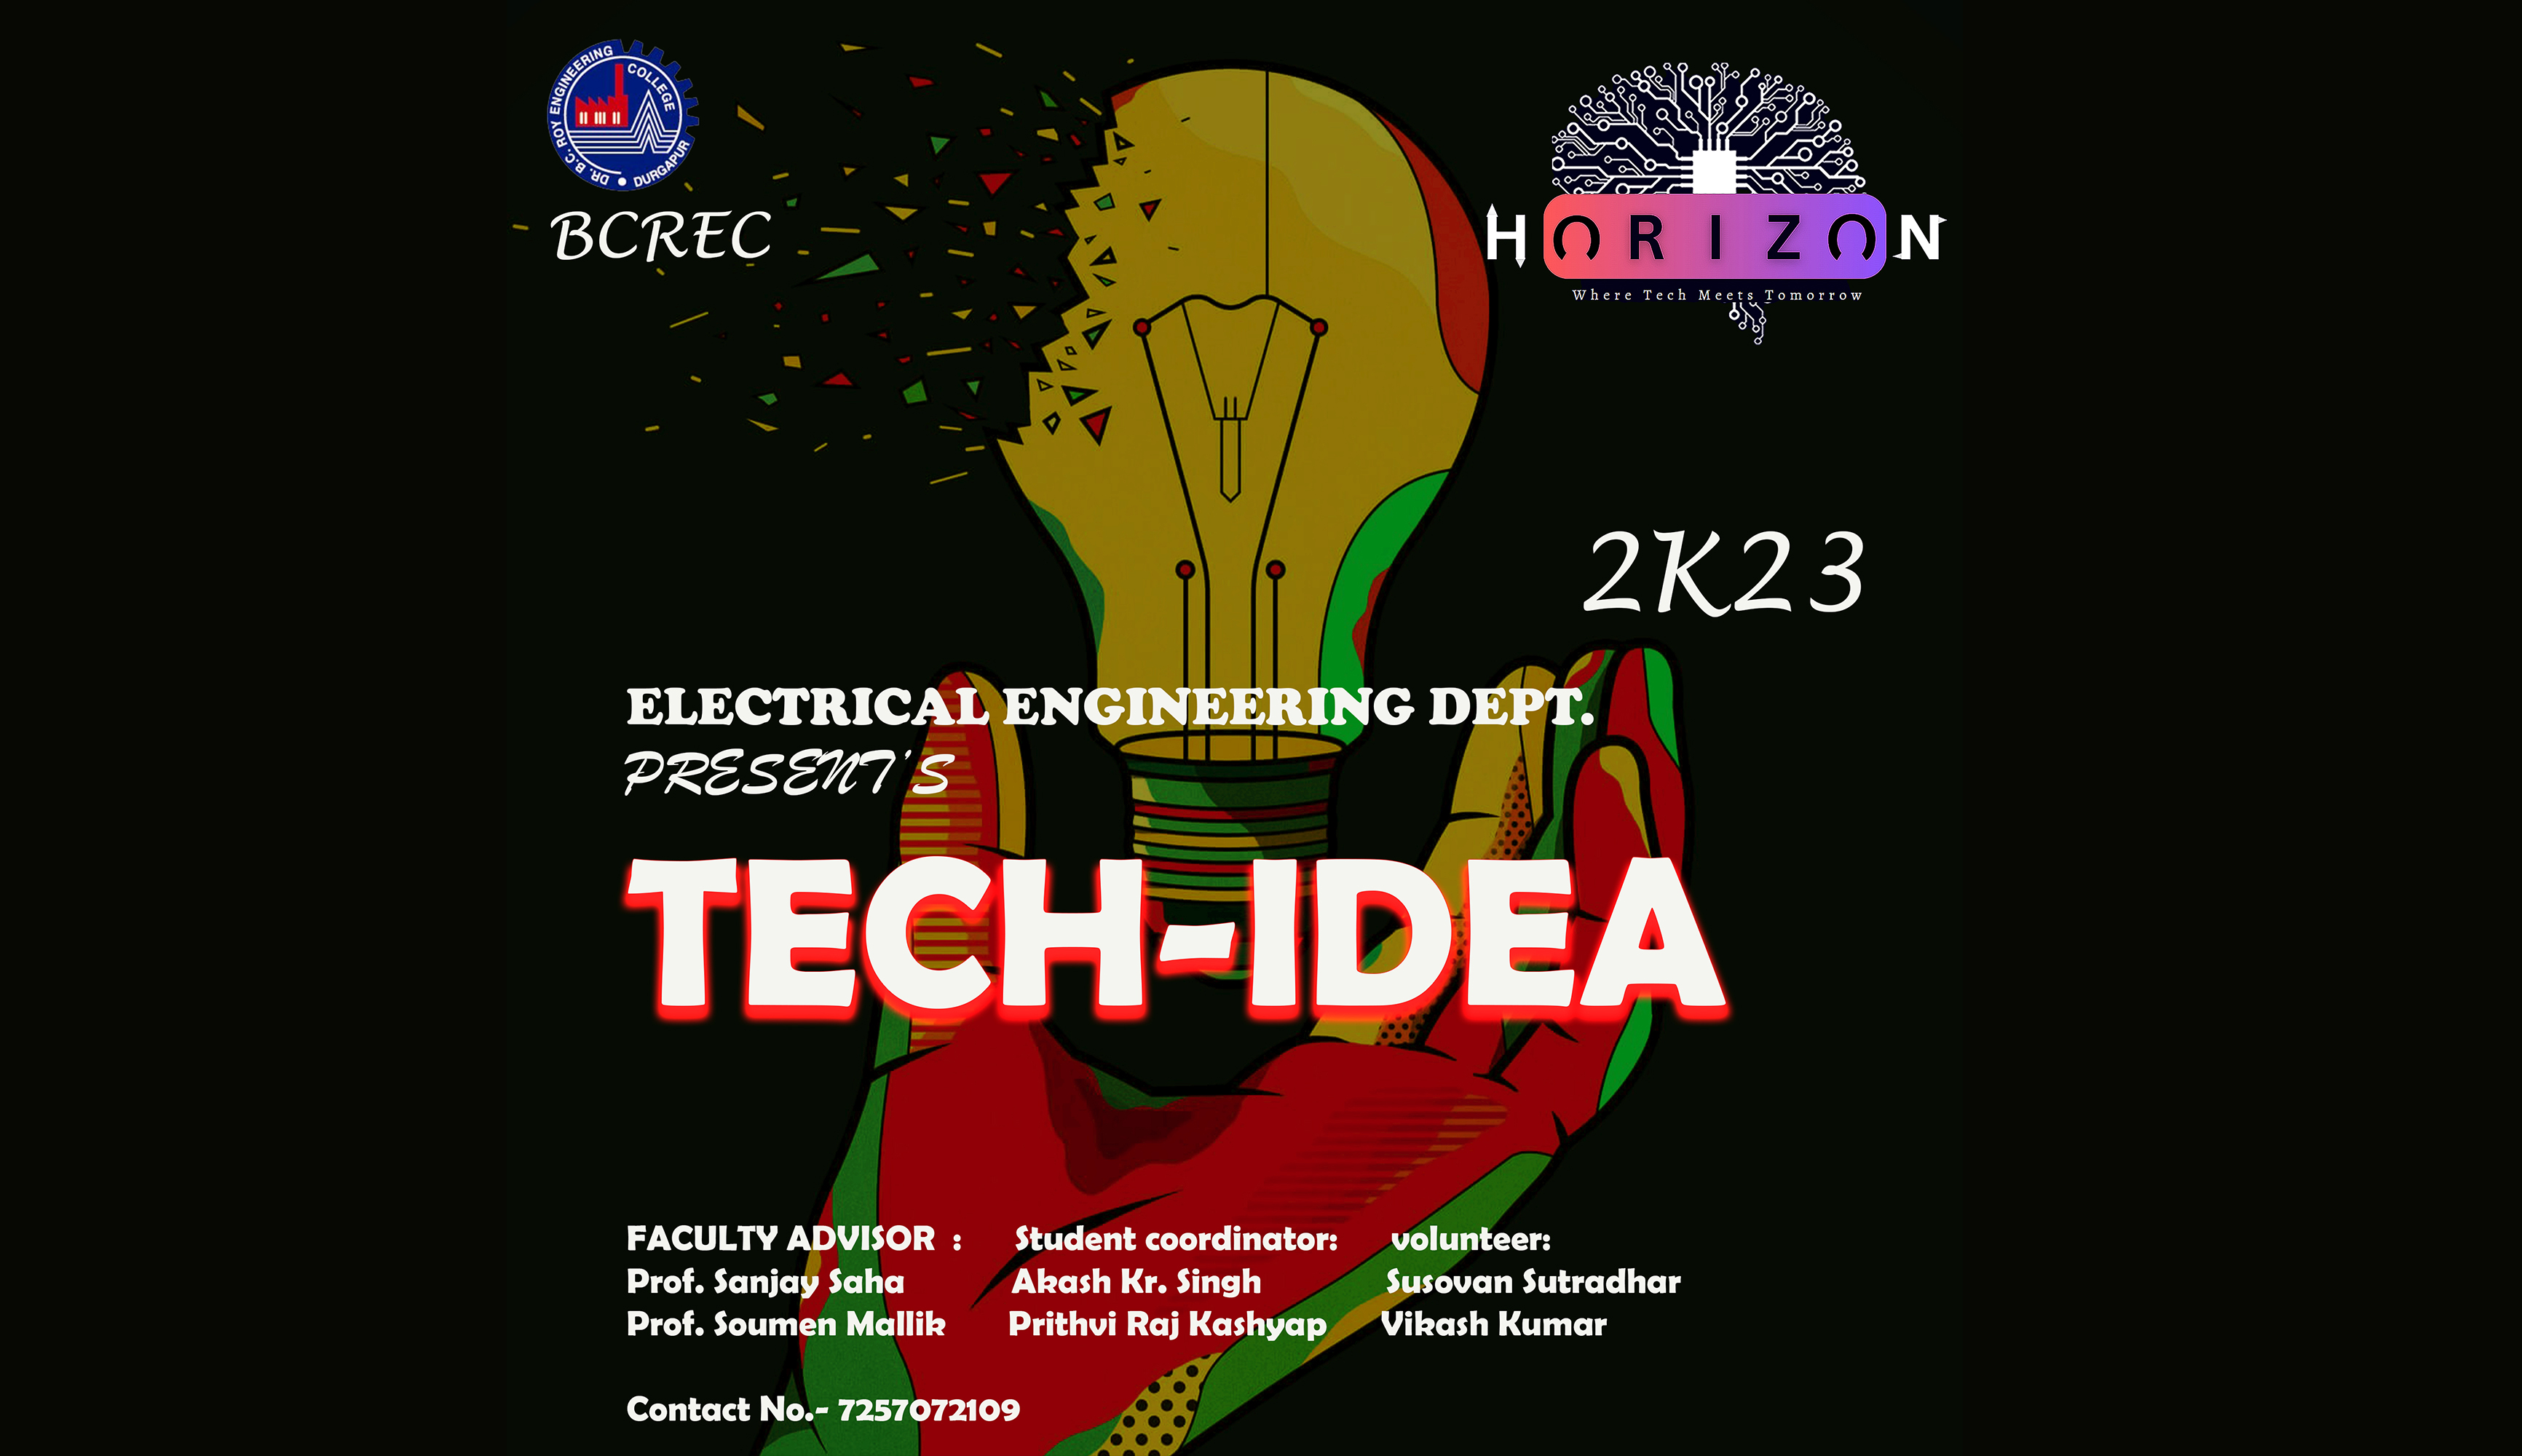 DR. B.C. ROY ENGINEERING COLLEGE
DURGAPUR
BCREC
HORIZON
Where Tech Meets Tomorrow
2K23
ELECTRICAL ENGINEERING DEPT.
PRESENT'S
TECH-IDEA
FACULTY ADVISOR :
Prof. Sanjay Saha
Prof. Soumen Mallik
Student coordinator:
Akash Kr. Singh
Prithvi Raj Kashyap
volunteer:
Susovan Sutradhar
Vikash Kumar
Contact No.- 7257072109